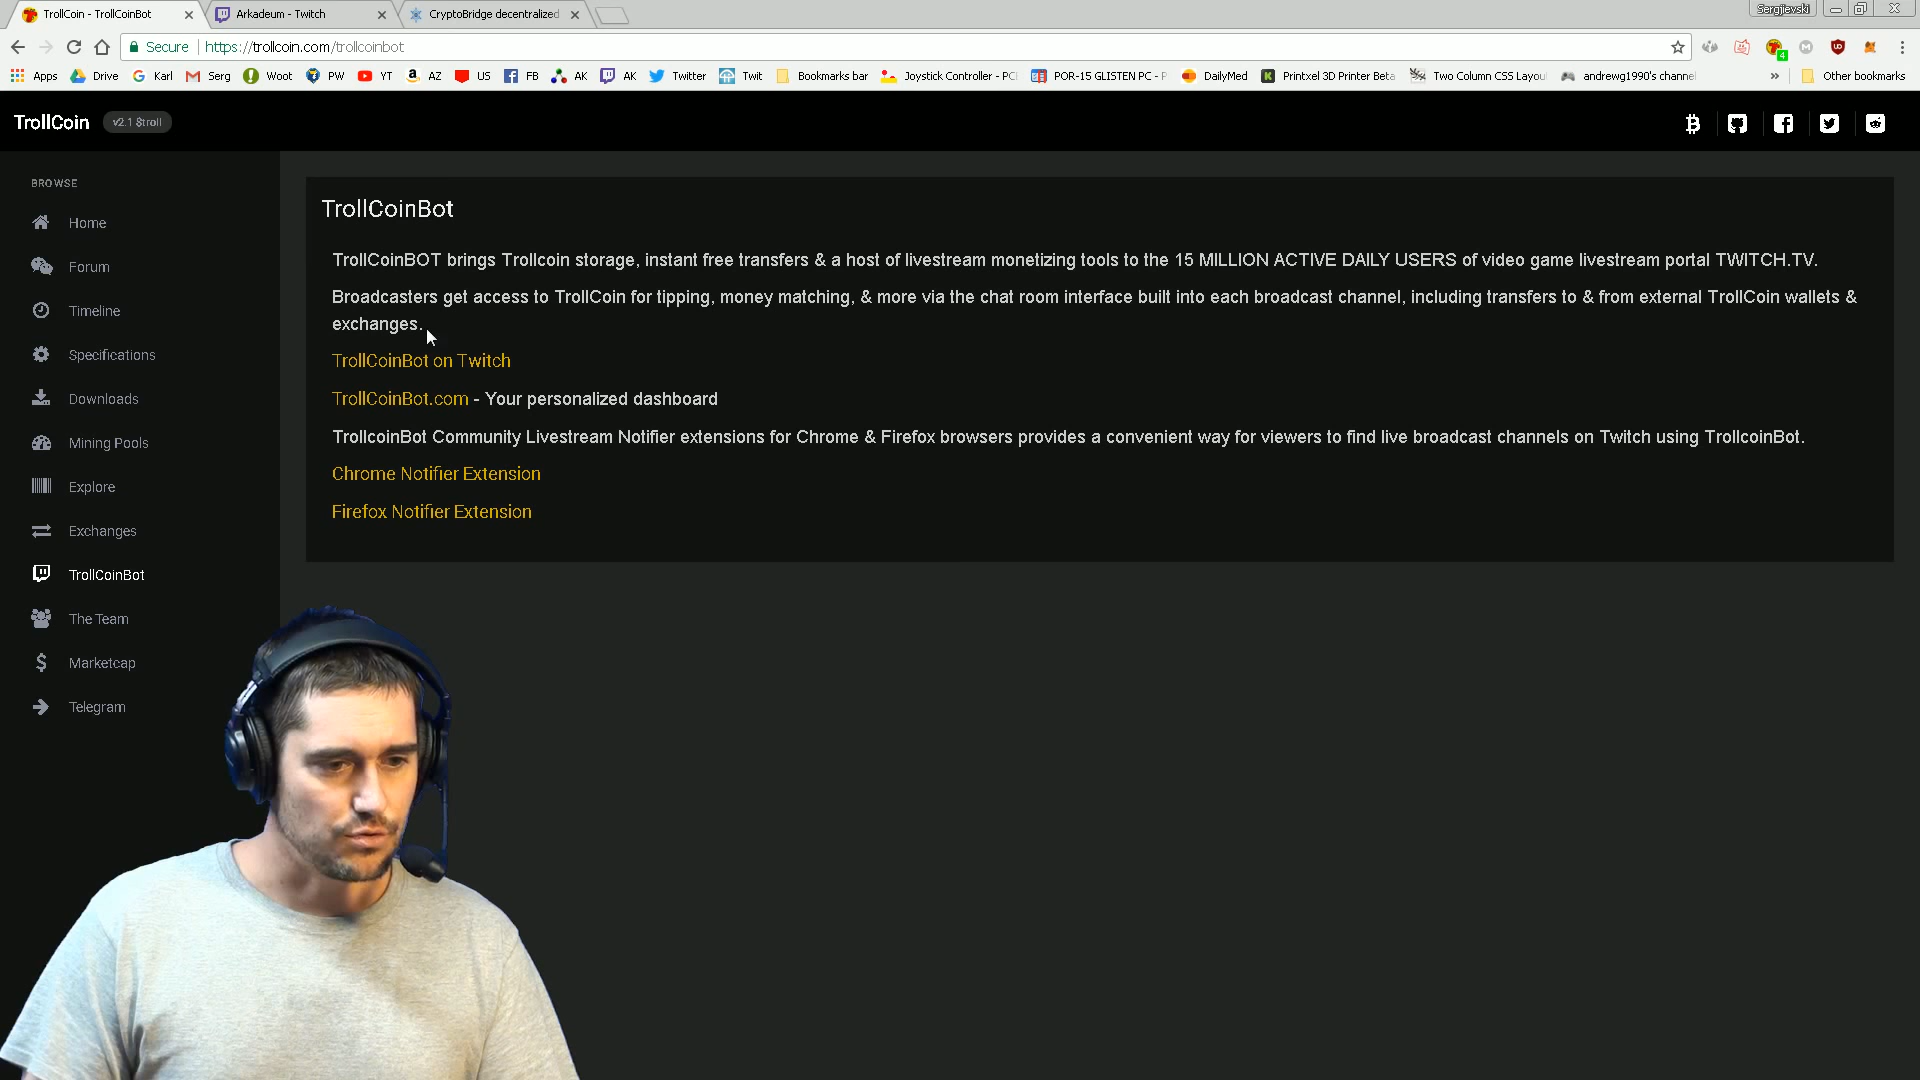 TrollCoin - TrollCoinBot
Arkadeum - Twitch
CryptoBridge decentralized
Sergjievski
Secure
https://trollcoin.com/trollcoinbot
4
Apps
Drive
Karl
Serg
Woot
PW
YT
AZ
US
FB
AK
AK
Twitter
Twit
Bookmarks bar
Joystick Controller - PCI
POR-15 GLISTEN PC - P
DailyMed
Printxel 3D Printer Beta
Two Column CSS Layou
andrewg1990's channel
»
Other bookmarks
TrollCoin
v2.1 $troll
BROWSE
Home
Forum
Timeline
Specifications
Downloads
Mining Pools
Explore
Exchanges
TrollCoinBot
The Team
Marketcap
Telegram
TrollCoinBot
TrollCoinBOT brings Trollcoin storage, instant free transfers & a host of livestream monetizing tools to the 15 MILLION ACTIVE DAILY USERS of video game livestream portal TWITCH.TV.
Broadcasters get access to TrollCoin for tipping, money matching, & more via the chat room interface built into each broadcast channel, including transfers to & from external TrollCoin wallets &
exchanges.
TrollCoinBot on Twitch
TrollCoinBot.com - Your personalized dashboard
TrollcoinBot Community Livestream Notifier extensions for Chrome & Firefox browsers provides a convenient way for viewers to find live broadcast channels on Twitch using TrollcoinBot.
Chrome Notifier Extension
Firefox Notifier Extension